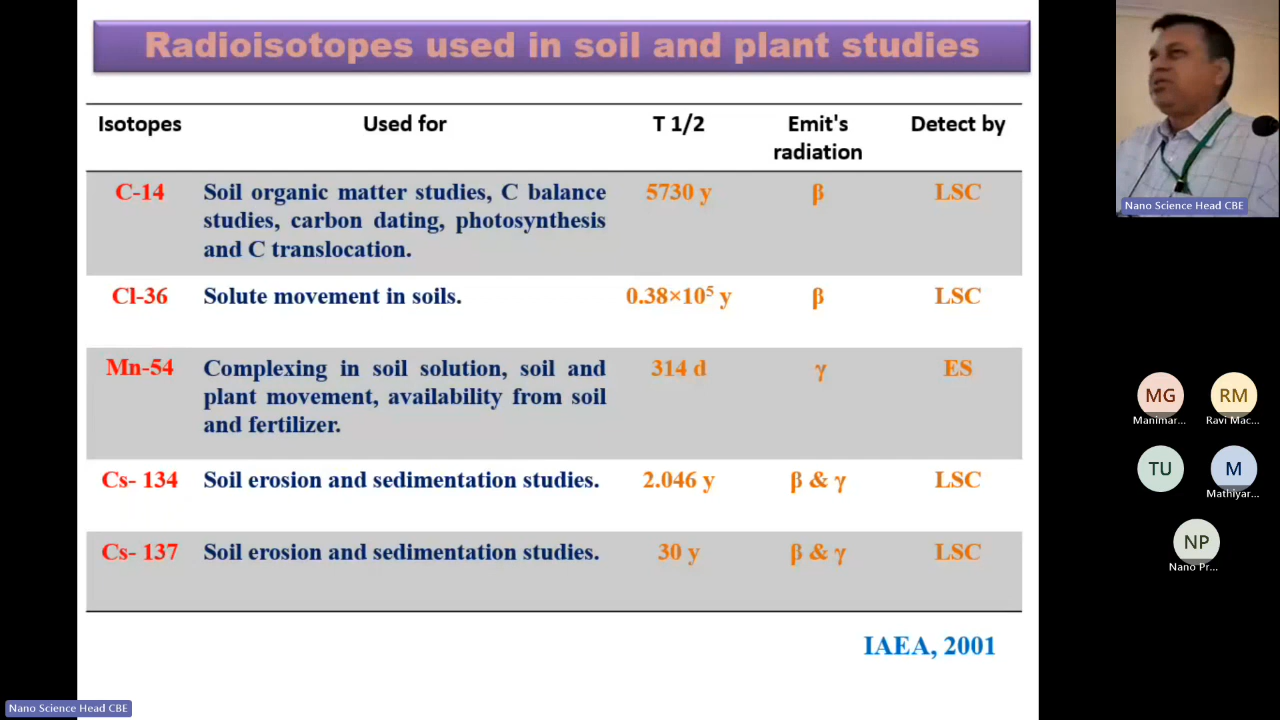 Radioisotopes used in soil and plant studies
Isotopes Used for T 1/2 Emit's radiation Detect by
C-14 Soil organic matter studies, C balance 5730 y β LSC
studies, carbon dating, photosynthesis
and C translocation.
Cl-36 Solute movement in soils. 0.38×10⁵ y β LSC
Mn-54 Complexing in soil solution, soil and 314 d γ ES
plant movement, availability from soil
and fertilizer.
Cs- 134 Soil erosion and sedimentation studies. 2.046 y β & γ LSC
Cs- 137 Soil erosion and sedimentation studies. 30 y β & γ LSC
IAEA, 2001
Nano Science Head CBE
Nano Science Head CBE
MG
Manimar...
RM
Ravi Mac...
TU
M
Mathiyar...
NP
Nano Pr...